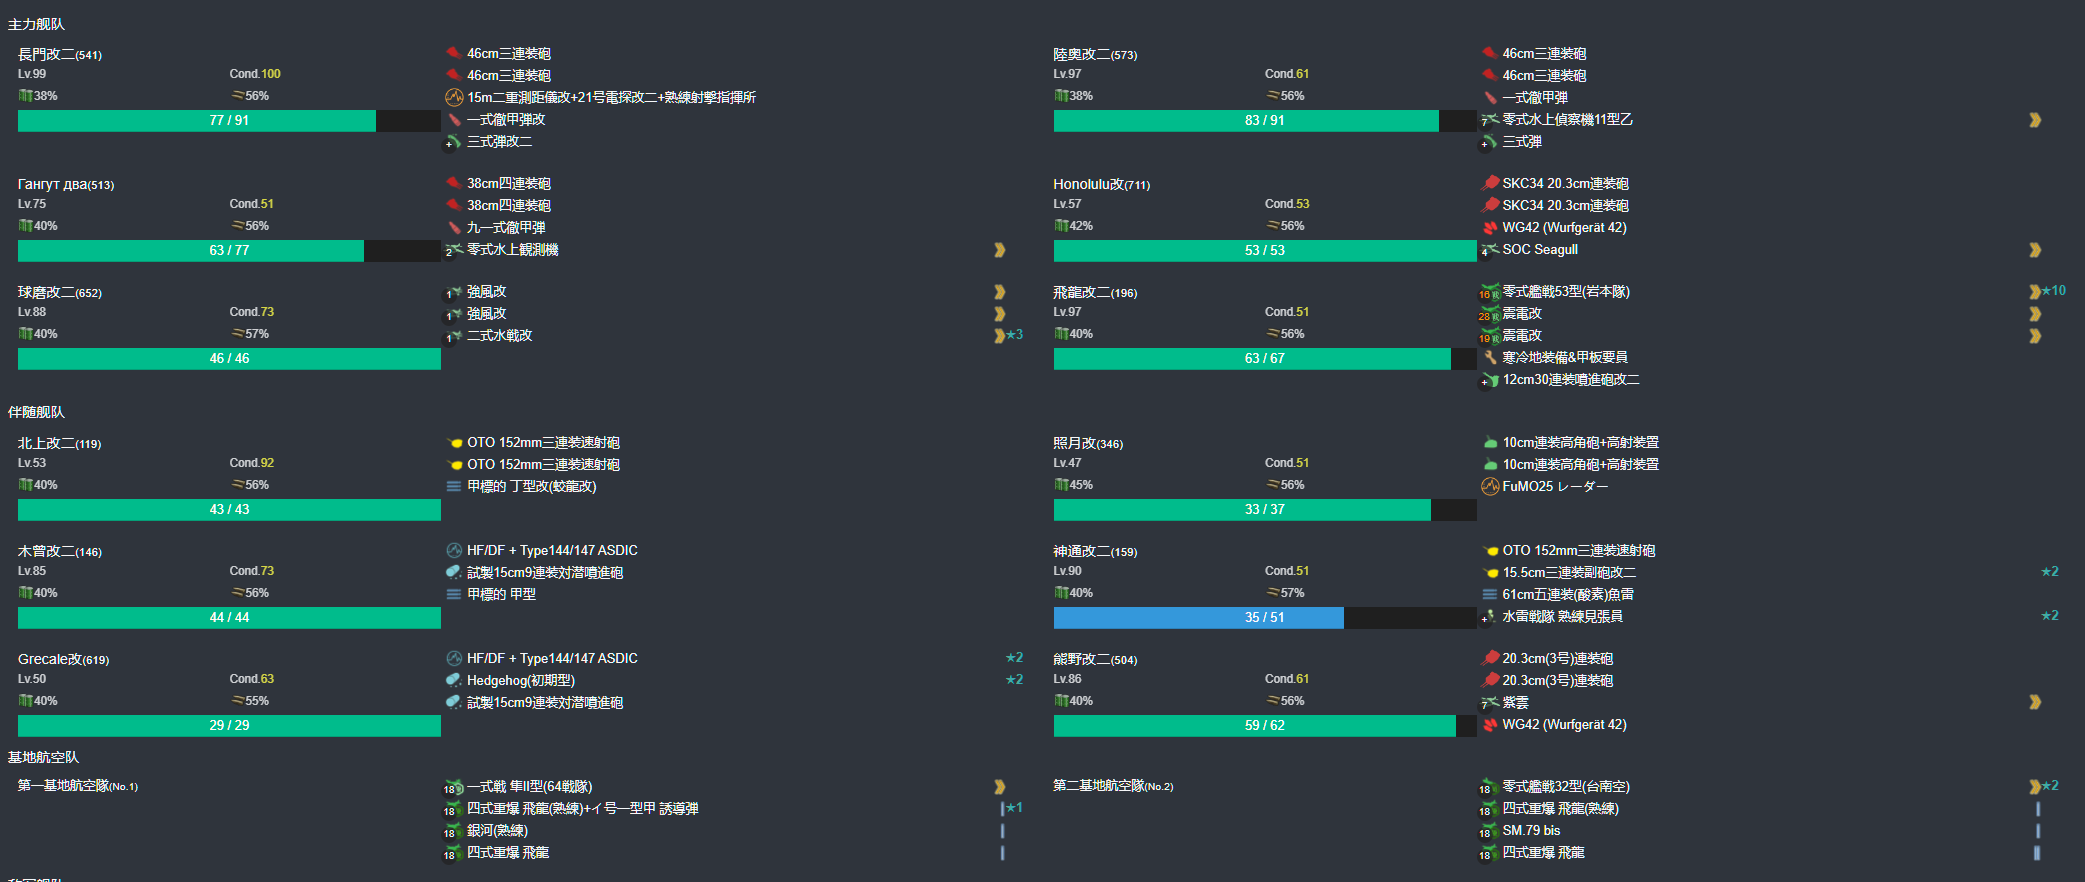 主力舰队
長門改二(541)
Lv.99 Cond.100
38% 56%
77 / 91
46cm三連装砲
46cm三連装砲
15m二重測距儀改+21号電探改二+熟練射撃指揮所
一式徹甲弾改
+ 三式弾改二
陸奥改二(573)
Lv.97 Cond.61
38% 56%
83 / 91
46cm三連装砲
46cm三連装砲
一式徹甲弾
7 零式水上偵察機11型乙
+ 三式弾
Гангут два(513)
Lv.75 Cond.51
40% 56%
63 / 77
38cm四連装砲
38cm四連装砲
九一式徹甲弾
2 零式水上観測機
Honolulu改(711)
Lv.57 Cond.53
42% 56%
53 / 53
SKC34 20.3cm連装砲
SKC34 20.3cm連装砲
WG42 (Wurfgerät 42)
4 SOC Seagull
球磨改二(652)
Lv.88 Cond.73
40% 57%
46 / 46
1 強風改
1 強風改
1 二式水戦改 ★3
飛龍改二(196)
Lv.97 Cond.51
40% 56%
63 / 67
16 零式艦戦53型(岩本隊) ★10
28 震電改
19 震電改
寒冷地装備&甲板要員
+ 12cm30連装噴進砲改二
伴随舰队
北上改二(119)
Lv.53 Cond.92
40% 56%
43 / 43
OTO 152mm三連装速射砲
OTO 152mm三連装速射砲
甲標的 丁型改(蛟龍改)
照月改(346)
Lv.47 Cond.51
45% 56%
33 / 37
10cm連装高角砲+高射装置
10cm連装高角砲+高射装置
FuMO25 レーダー
木曾改二(146)
Lv.85 Cond.73
40% 56%
44 / 44
HF/DF + Type144/147 ASDIC
試製15cm9連装対潜噴進砲
甲標的 甲型
神通改二(159)
Lv.90 Cond.51
40% 57%
35 / 51
OTO 152mm三連装速射砲
15.5cm三連装副砲改二 ★2
61cm五連装(酸素)魚雷
+ 水雷戦隊 熟練見張員 ★2
Grecale改(619)
Lv.50 Cond.63
40% 55%
29 / 29
HF/DF + Type144/147 ASDIC ★2
Hedgehog(初期型) ★2
試製15cm9連装対潜噴進砲
熊野改二(504)
Lv.86 Cond.61
40% 56%
59 / 62
20.3cm(3号)連装砲
20.3cm(3号)連装砲
7 紫雲
WG42 (Wurfgerät 42)
基地航空队
第一基地航空隊(No.1)
18 一式戦 隼II型(64戦隊)
18 四式重爆 飛龍(熟練)+イ号一型甲 誘導弾 ★1
18 銀河(熟練)
18 四式重爆 飛龍
第二基地航空隊(No.2)
18 零式艦戦32型(台南空) ★2
18 四式重爆 飛龍(熟練)
18 SM.79 bis
18 四式重爆 飛龍